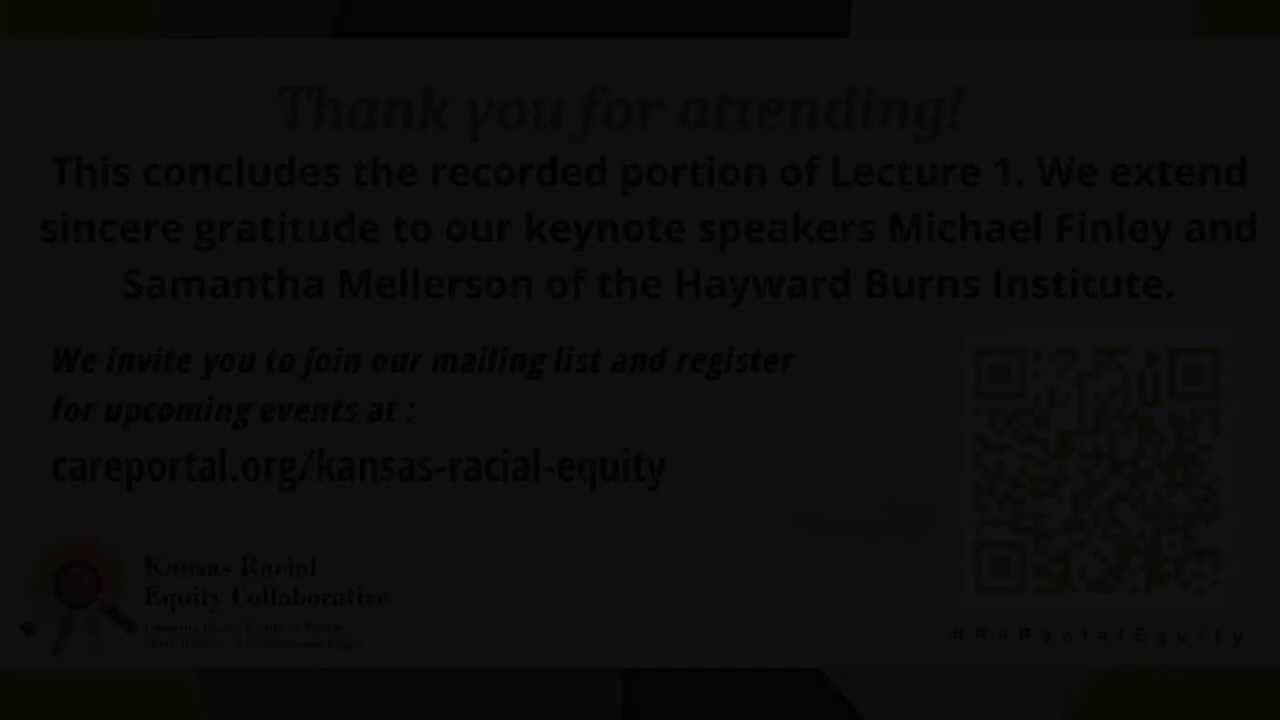 Thank you for attending!
This concludes the recorded portion of Lecture 1. We extend
sincere gratitude to our keynote speakers Michael Finley and
Samantha Mellerson of the Hayward Burns Institute.
We invite you to join our mailing list and register
for upcoming events at :
careportal.org/kansas-racial-equity
Kansas Racial
Equity Collaborative
#KsRacialEquity